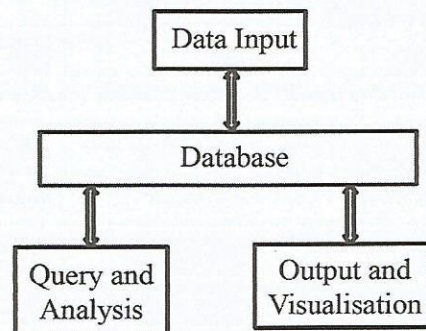 Data Input
Database
Query and
Analysis
Output and
Visualisation